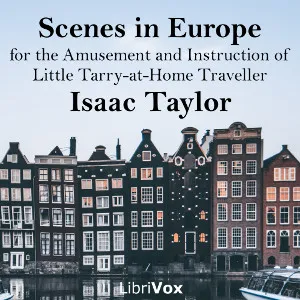 Scenes in Europe
for the Amusement and Instruction of
Little Tarry-at-Home Traveller
Isaac Taylor
LibriVox